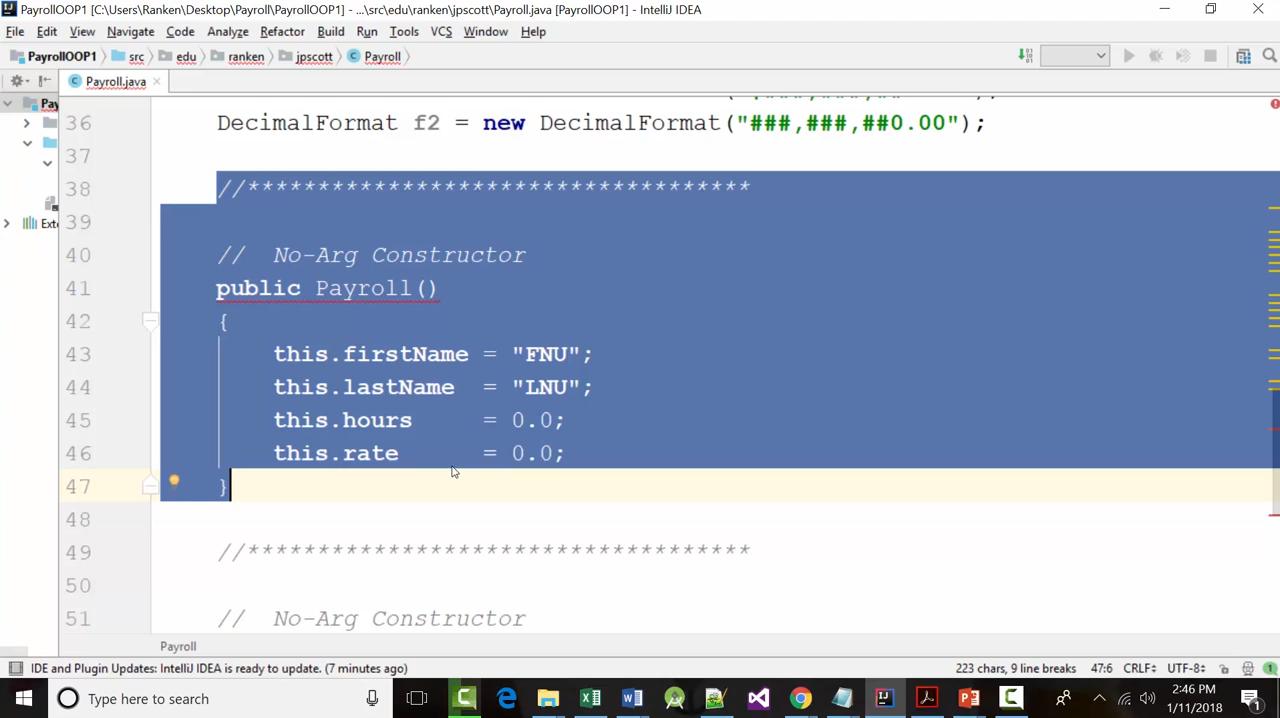 PayrollOOP1 [C:\Users\Ranken\Desktop\Payroll\PayrollOOP1] - ...\src\edu\ranken\jpscott\Payroll.java [PayrollOOP1] - IntelliJ IDEA
File Edit View Navigate Code Analyze Refactor Build Run Tools VCS Window Help
PayrollOOP1 src edu ranken jpscott Payroll
Payroll.java
Pay
36 DecimalFormat f2 = new DecimalFormat("###,###,##0.00");
37
38 //************************************
39
Exte
40 // No-Arg Constructor
41 public Payroll()
42 {
43 this.firstName = "FNU";
44 this.lastName = "LNU";
45 this.hours = 0.0;
46 this.rate = 0.0;
47 }
48
49 //************************************
50
51 // No-Arg Constructor
Payroll
IDE and Plugin Updates: IntelliJ IDEA is ready to update. (7 minutes ago) 223 chars, 9 line breaks 47:6 CRLF UTF-8 1
Type here to search
2:46 PM
1/11/2018
1